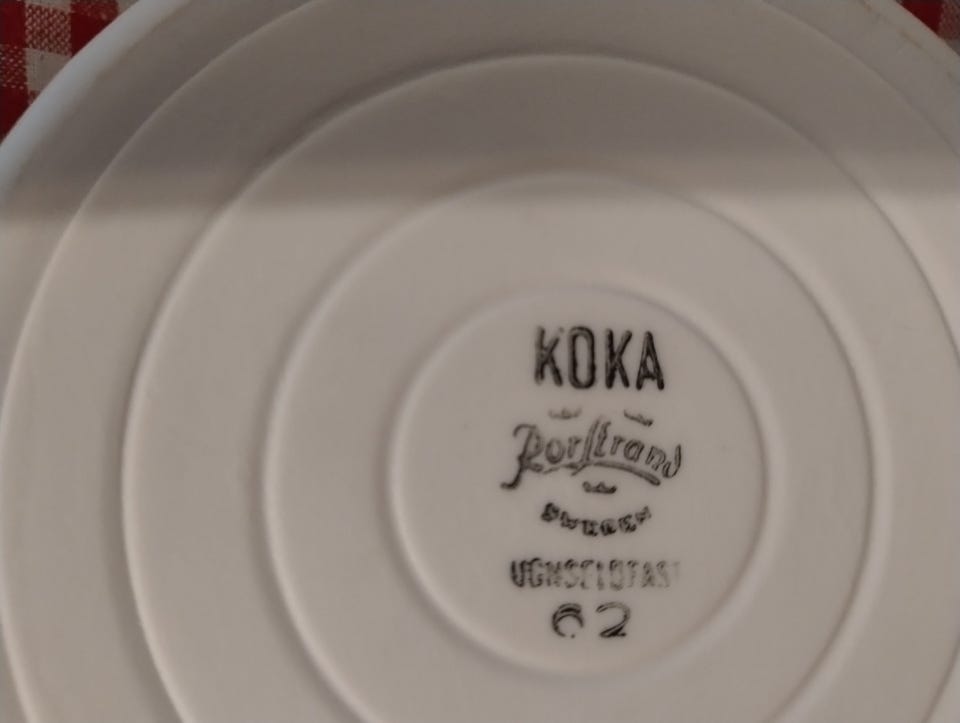 KOKA
Rörstrand
SWEDEN
UGNSELDFAST
62